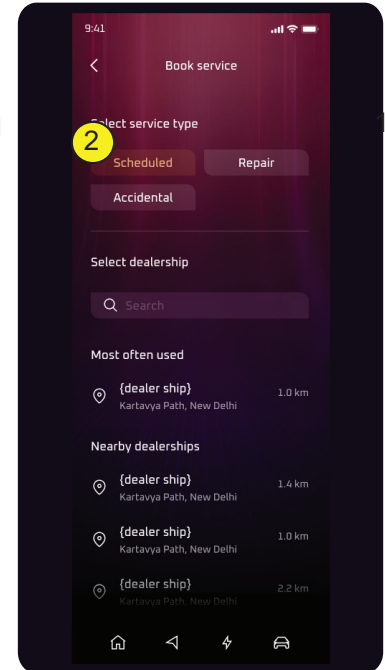 9:41
Book service
Select service type
2
Scheduled
Repair
Accidental
Select dealership
Search
Most often used
{dealer ship}
1.0 km
Kartavya Path, New Delhi
Nearby dealerships
{dealer ship}
1.4 km
Kartavya Path, New Delhi
{dealer ship}
1.0 km
Kartavya Path, New Delhi
{dealer ship}
2.2 km
Kartavya Path, New Delhi